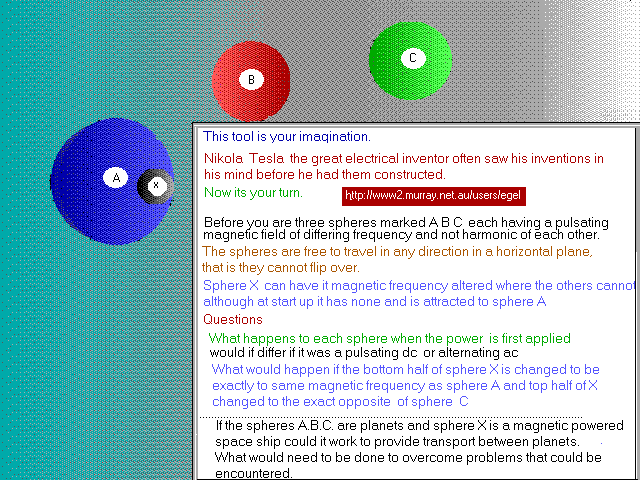 B
C
A
X
This tool is your imagination.
Nikola Tesla the great electrical inventor often saw his inventions in
his mind before he had them constructed.
Now its your turn.
http://www2.murray.net.au/users/egel
Before you are three spheres marked A B C each having a pulsating
magnetic field of differing frequency and not harmonic of each other.
The spheres are free to travel in any direction in a horizontal plane,
that is they cannot flip over.
Sphere X can have it magnetic frequency altered where the others cannot
although at start up it has none and is attracted to sphere A
Questions
What happens to each sphere when the power is first applied
would if differ if it was a pulsating dc or alternating ac
What would happen if the bottom half of sphere X is changed to be
exactly to same magnetic frequency as sphere A and top half of X
changed to the exact opposite of sphere C
If the spheres A.B.C. are planets and sphere X is a magnetic powered
space ship could it work to provide transport between planets.
What would need to be done to overcome problems that could be
encountered.